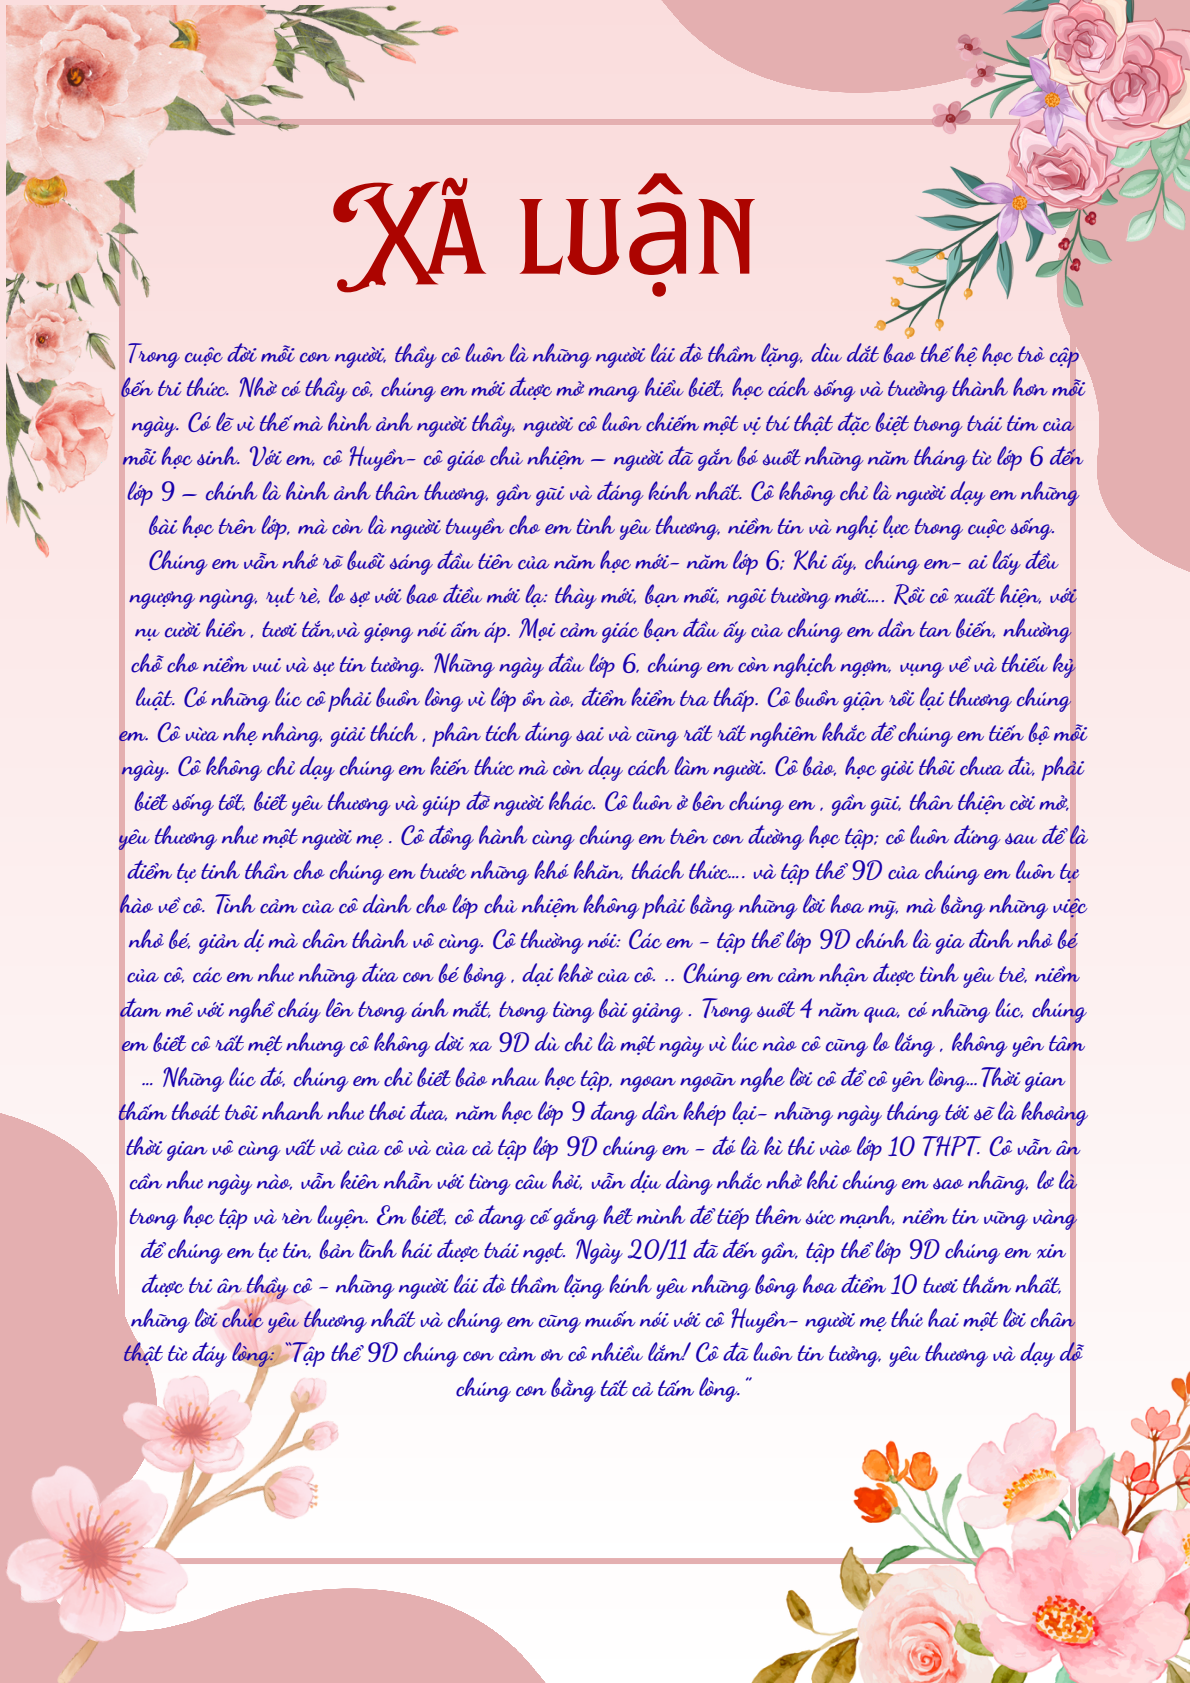 Xã luận
Trong cuộc đời mỗi con người, thầy cô luôn là những người lái đò thầm lặng, dìu dắt bao thế hệ học trò cập
bến tri thức. Nhờ có thầy cô, chúng em mới được mở mang hiểu biết, học cách sống và trưởng thành hơn mỗi
ngày. Có lẽ vì thế mà hình ảnh người thầy, người cô luôn chiếm một vị trí thật đặc biệt trong trái tim của
mỗi học sinh. Với em, cô Huyền- cô giáo chủ nhiệm – người đã gắn bó suốt những năm tháng từ lớp 6 đến
lớp 9 – chính là hình ảnh thân thương, gần gũi và đáng kính nhất. Cô không chỉ là người dạy em những
bài học trên lớp, mà còn là người truyền cho em tình yêu thương, niềm tin và nghị lực trong cuộc sống.
Chúng em vẫn nhớ rõ buổi sáng đầu tiên của năm học mới- năm lớp 6; Khi ấy, chúng em- ai lấy đều
ngượng ngùng, rụt rè, lo sợ với bao điều mới lạ: thày mới, bạn mối, ngôi trường mới.... Rồi cô xuất hiện, với
nụ cười hiền , tươi tắn,và giọng nói ấm áp. Mọi cảm giác bạn đầu ấy của chúng em dần tan biến, nhường
chỗ cho niềm vui và sự tin tưởng. Những ngày đầu lớp 6, chúng em còn nghịch ngợm, vụng về và thiếu kỷ
luật. Có những lúc cô phải buồn lòng vì lớp ồn ào, điểm kiểm tra thấp. Cô buồn giận rồi lại thương chúng
em. Cô vừa nhẹ nhàng, giải thích , phân tích đúng sai và cũng rất rất nghiêm khắc để chúng em tiến bộ mỗi
ngày. Cô không chỉ dạy chúng em kiến thức mà còn dạy cách làm người. Cô bảo, học giỏi thôi chưa đủ, phải
biết sống tốt, biết yêu thương và giúp đỡ người khác. Cô luôn ở bên chúng em , gần gũi, thân thiện cởi mở,
yêu thương như một người mẹ . Cô đồng hành cùng chúng em trên con đường học tập; cô luôn đứng sau để là
điểm tự tinh thần cho chúng em trước những khó khăn, thách thức.... và tập thể 9D của chúng em luôn tự
hào về cô. Tình cảm của cô dành cho lớp chủ nhiệm không phải bằng những lời hoa mỹ, mà bằng những việc
nhỏ bé, giản dị mà chân thành vô cùng. Cô thường nói: Các em - tập thể lớp 9D chính là gia đình nhỏ bé
của cô, các em như những đứa con bé bỏng , dại khờ của cô. .. Chúng em cảm nhận được tình yêu trẻ, niềm
đam mê với nghề cháy lên trong ánh mắt, trong từng bài giảng . Trong suốt 4 năm qua, có những lúc, chúng
em biết cô rất mệt nhưng cô không dời xa 9D dù chỉ là một ngày vì lúc nào cô cũng lo lắng , không yên tâm
... Những lúc đó, chúng em chỉ biết bảo nhau học tập, ngoan ngoãn nghe lời cô để cô yên lòng...Thời gian
thấm thoát trôi nhanh như thoi đưa, năm học lớp 9 đang dần khép lại- những ngày tháng tới sẽ là khoảng
thời gian vô cùng vất vả của cô và của cả tập lớp 9D chúng em - đó là kì thi vào lớp 10 THPT. Cô vẫn ân
cần như ngày nào, vẫn kiên nhẫn với từng câu hỏi, vẫn dịu dàng nhắc nhở khi chúng em sao nhãng, lơ là
trong học tập và rèn luyện. Em biết, cô đang cố gắng hết mình để tiếp thêm sức mạnh, niềm tin vững vàng
để chúng em tự tin, bản lĩnh hái được trái ngọt. Ngày 20/11 đã đến gần, tập thể lớp 9D chúng em xin
được tri ân thầy cô - những người lái đò thầm lặng kính yêu những bông hoa điểm 10 tươi thắm nhất,
những lời chúc yêu thương nhất và chúng em cũng muốn nói với cô Huyền- người mẹ thứ hai một lời chân
thật từ đáy lòng: “Tập thể 9D chúng con cảm ơn cô nhiều lắm! Cô đã luôn tin tưởng, yêu thương và dạy dỗ
chúng con bằng tất cả tấm lòng.”